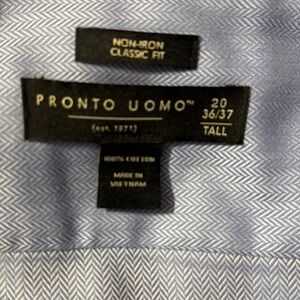 NON-IRON
CLASSIC FIT
PRONTO UOMO™
(est. 1971)
20
36/37
TALL
100% COTTON
MADE IN
VIETNAM